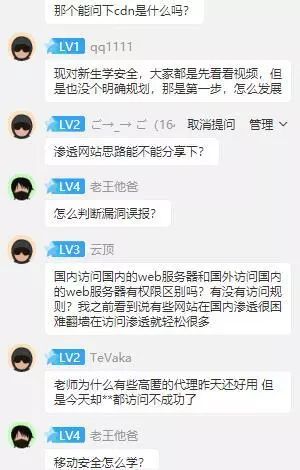 那个能问下cdn是什么吗?
LV1 qq1111
现对新生学安全，大家都是先看看视频，但
是也没个明确规划，那是第一步，怎么发展
LV2 ご→_→ ご (16‹ 取消提问 管理
渗透网站思路能不能分享下?
LV4 老王他爸
怎么判断漏洞误报?
LV3 云顶
国内访问国内的web服务器和国外访问国内
的web服务器有权限区别吗? 有没有访问规
则? 我之前看到说有些网站在国内渗透很困
难翻墙在访问渗透就轻松很多
LV2 TeVaka
老师为什么有些高匿的代理昨天还好用 但
是今天却**都访问不成功了
LV4 老王他爸
移动安全怎么学?